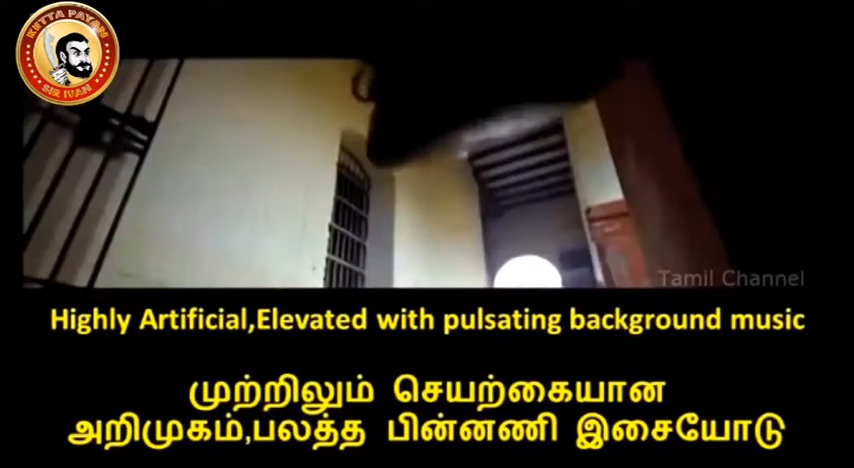 KETTA PAYAN
SIR IVAN
Tamil Channel
Highly Artificial,Elevated with pulsating background music
முற்றிலும் செயற்கையான
அறிமுகம்,பலத்த பின்னணி இசையோடு